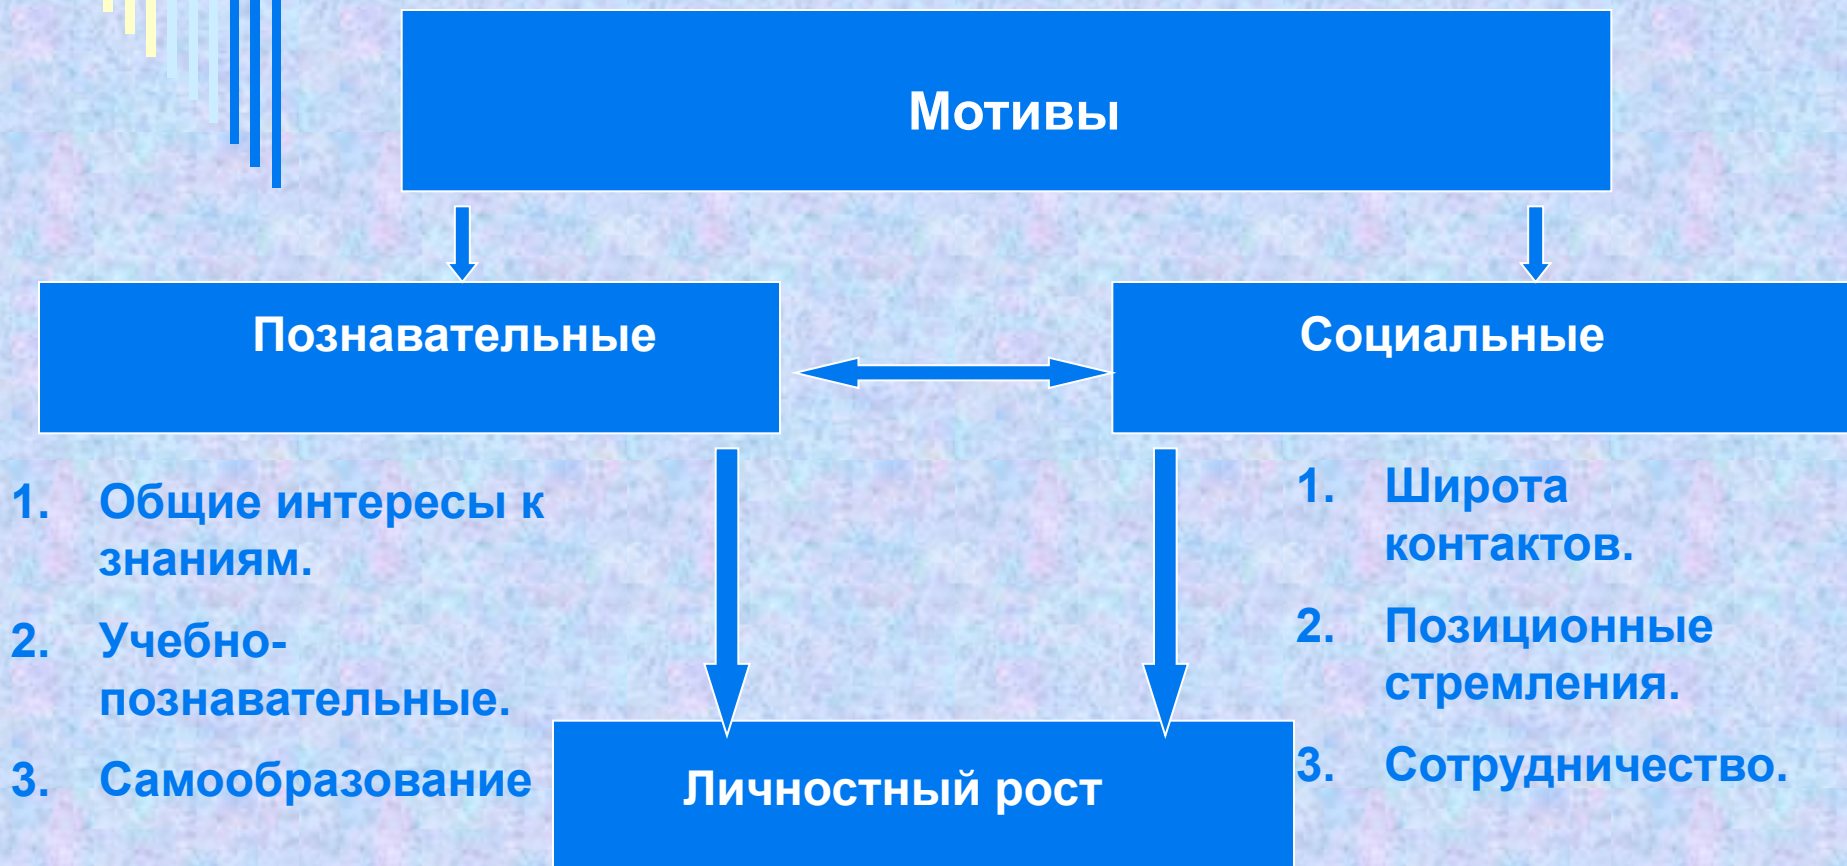 Мотивы
Познавательные
Социальные
1. Общие интересы к
знаниям.
2. Учебно-
познавательные.
3. Самообразование
1. Широта
контактов.
2. Позиционные
стремления.
3. Сотрудничество.
Личностный рост